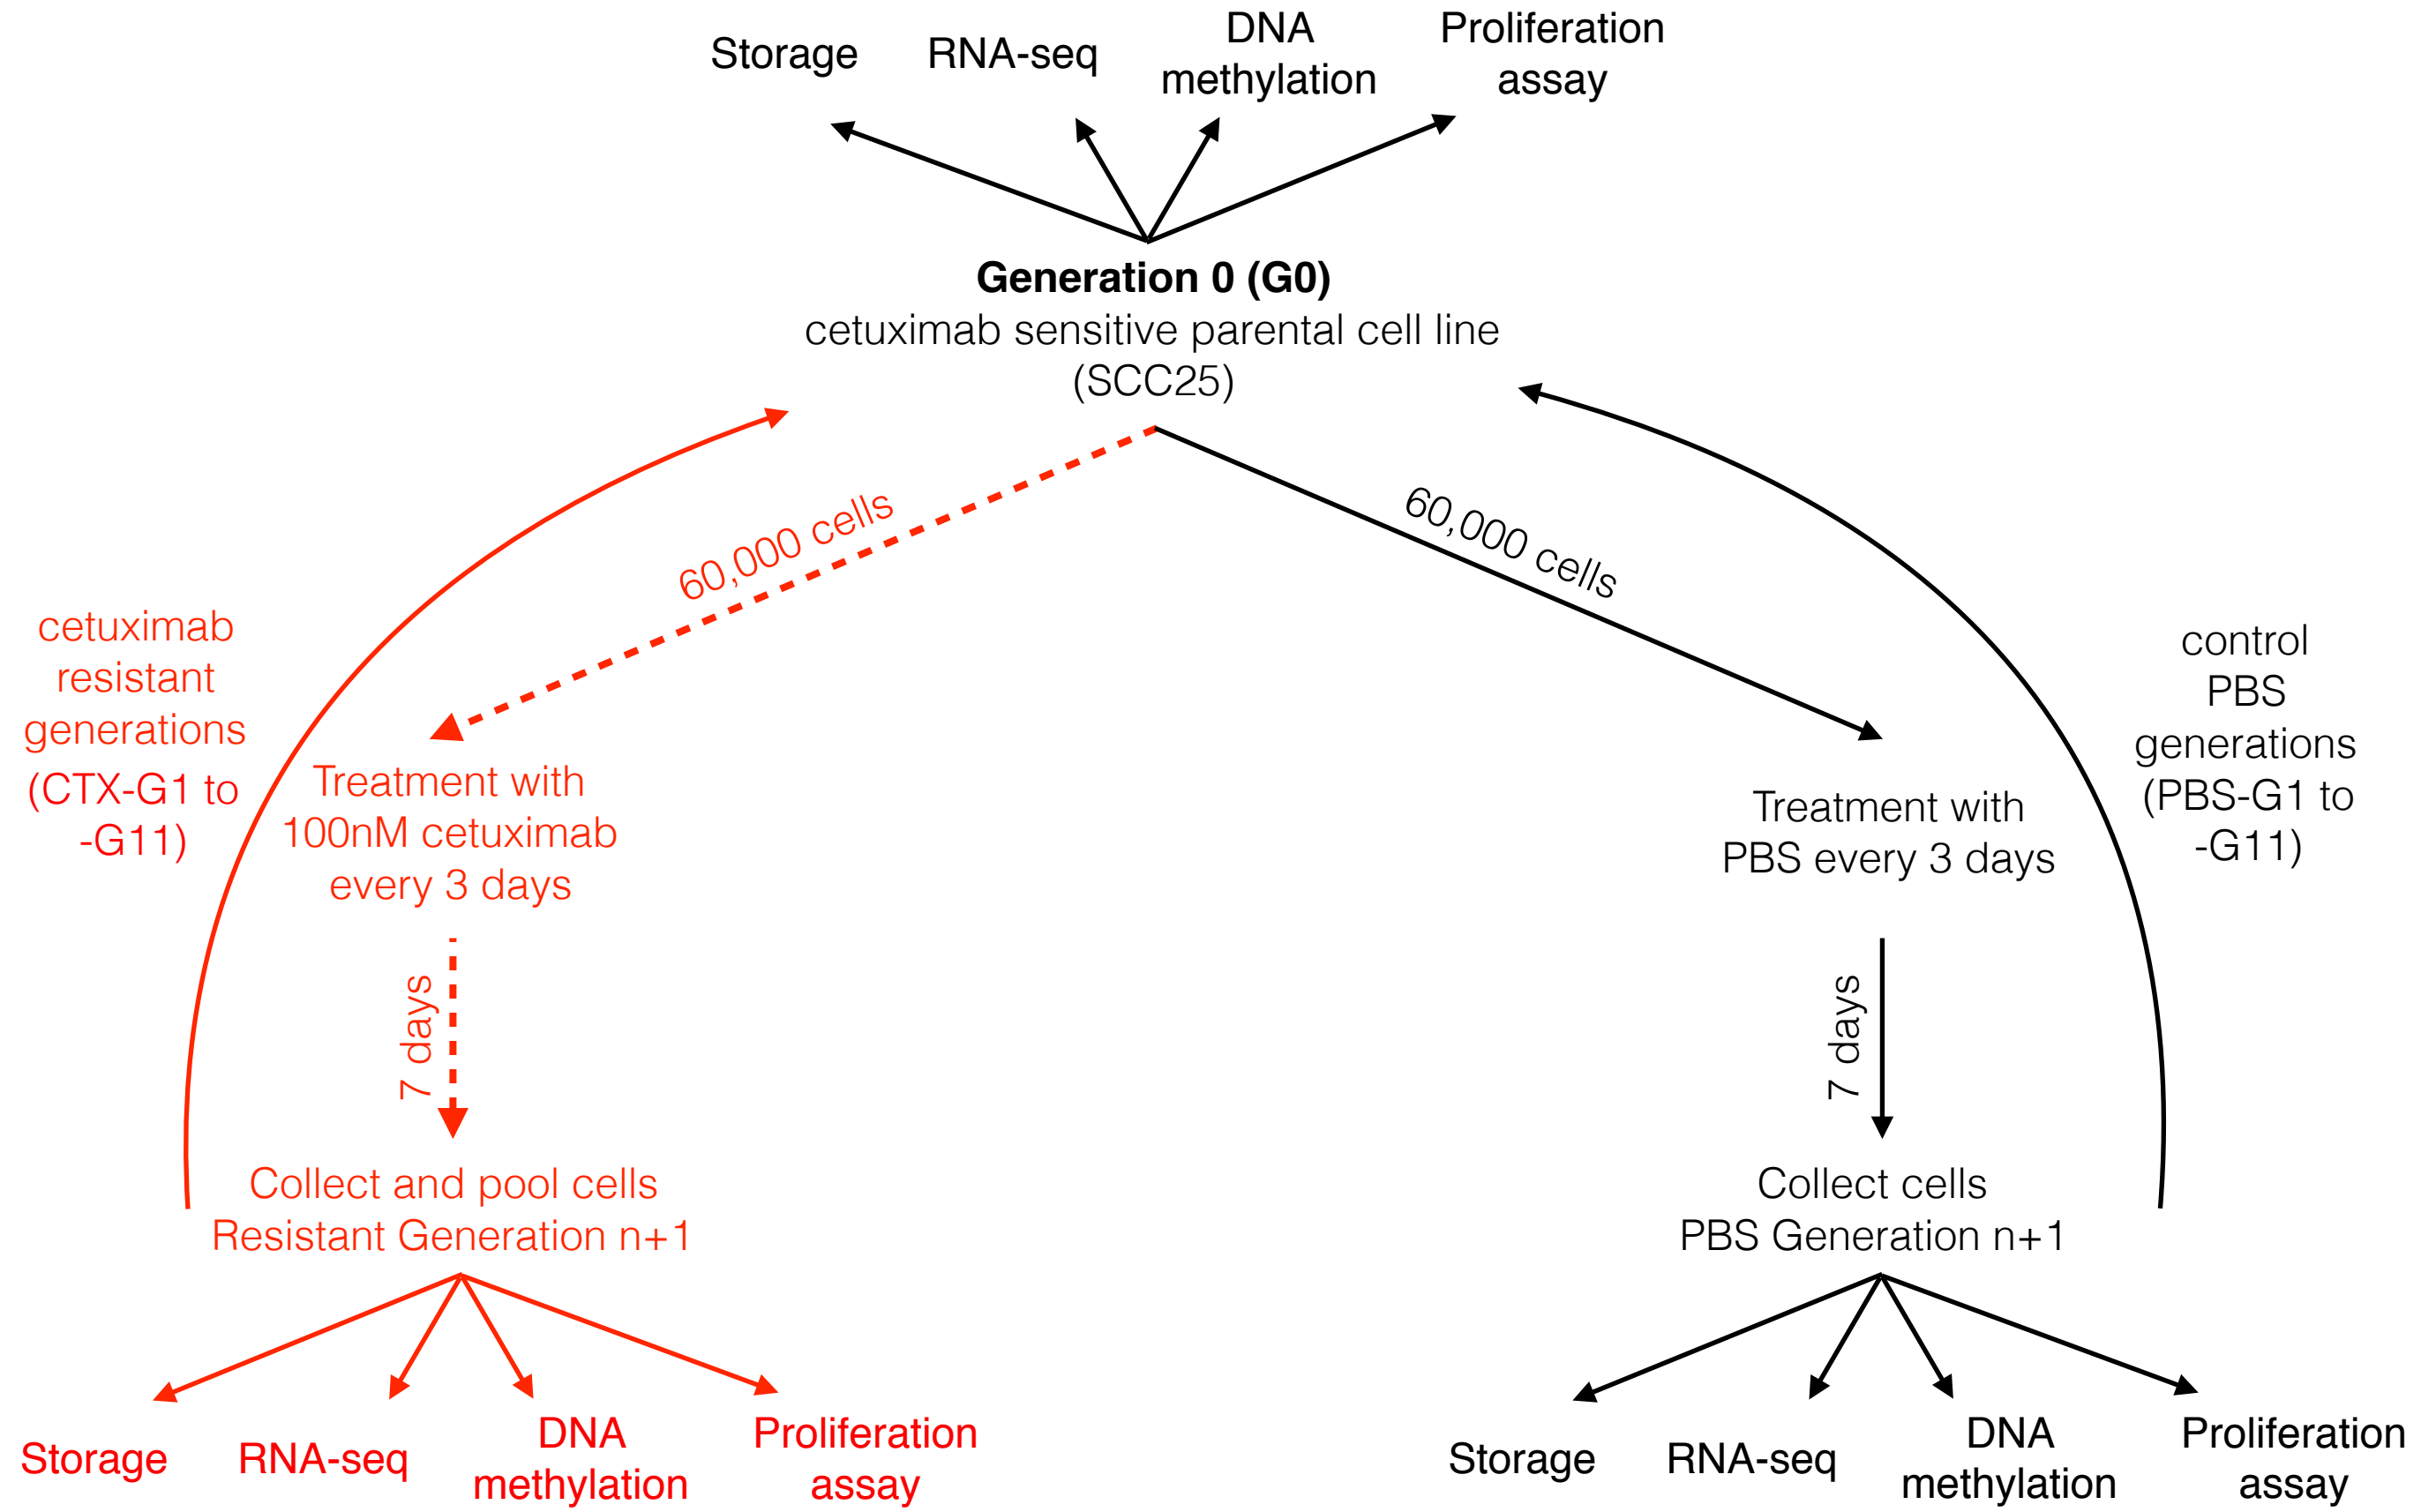 Storage
RNA-seq
DNA
methylation
Proliferation
assay
Generation 0 (G0)
cetuximab sensitive parental cell line
(SCC25)
60,000 cells
60,000 cells
cetuximab
resistant
generations
(CTX-G1 to
-G11)
Treatment with
100nM cetuximab
every 3 days
7 days
Collect and pool cells
Resistant Generation n+1
Storage
RNA-seq
DNA
methylation
Proliferation
assay
control
PBS
generations
(PBS-G1 to
-G11)
Treatment with
PBS every 3 days
7 days
Collect cells
PBS Generation n+1
Storage
RNA-seq
DNA
methylation
Proliferation
assay